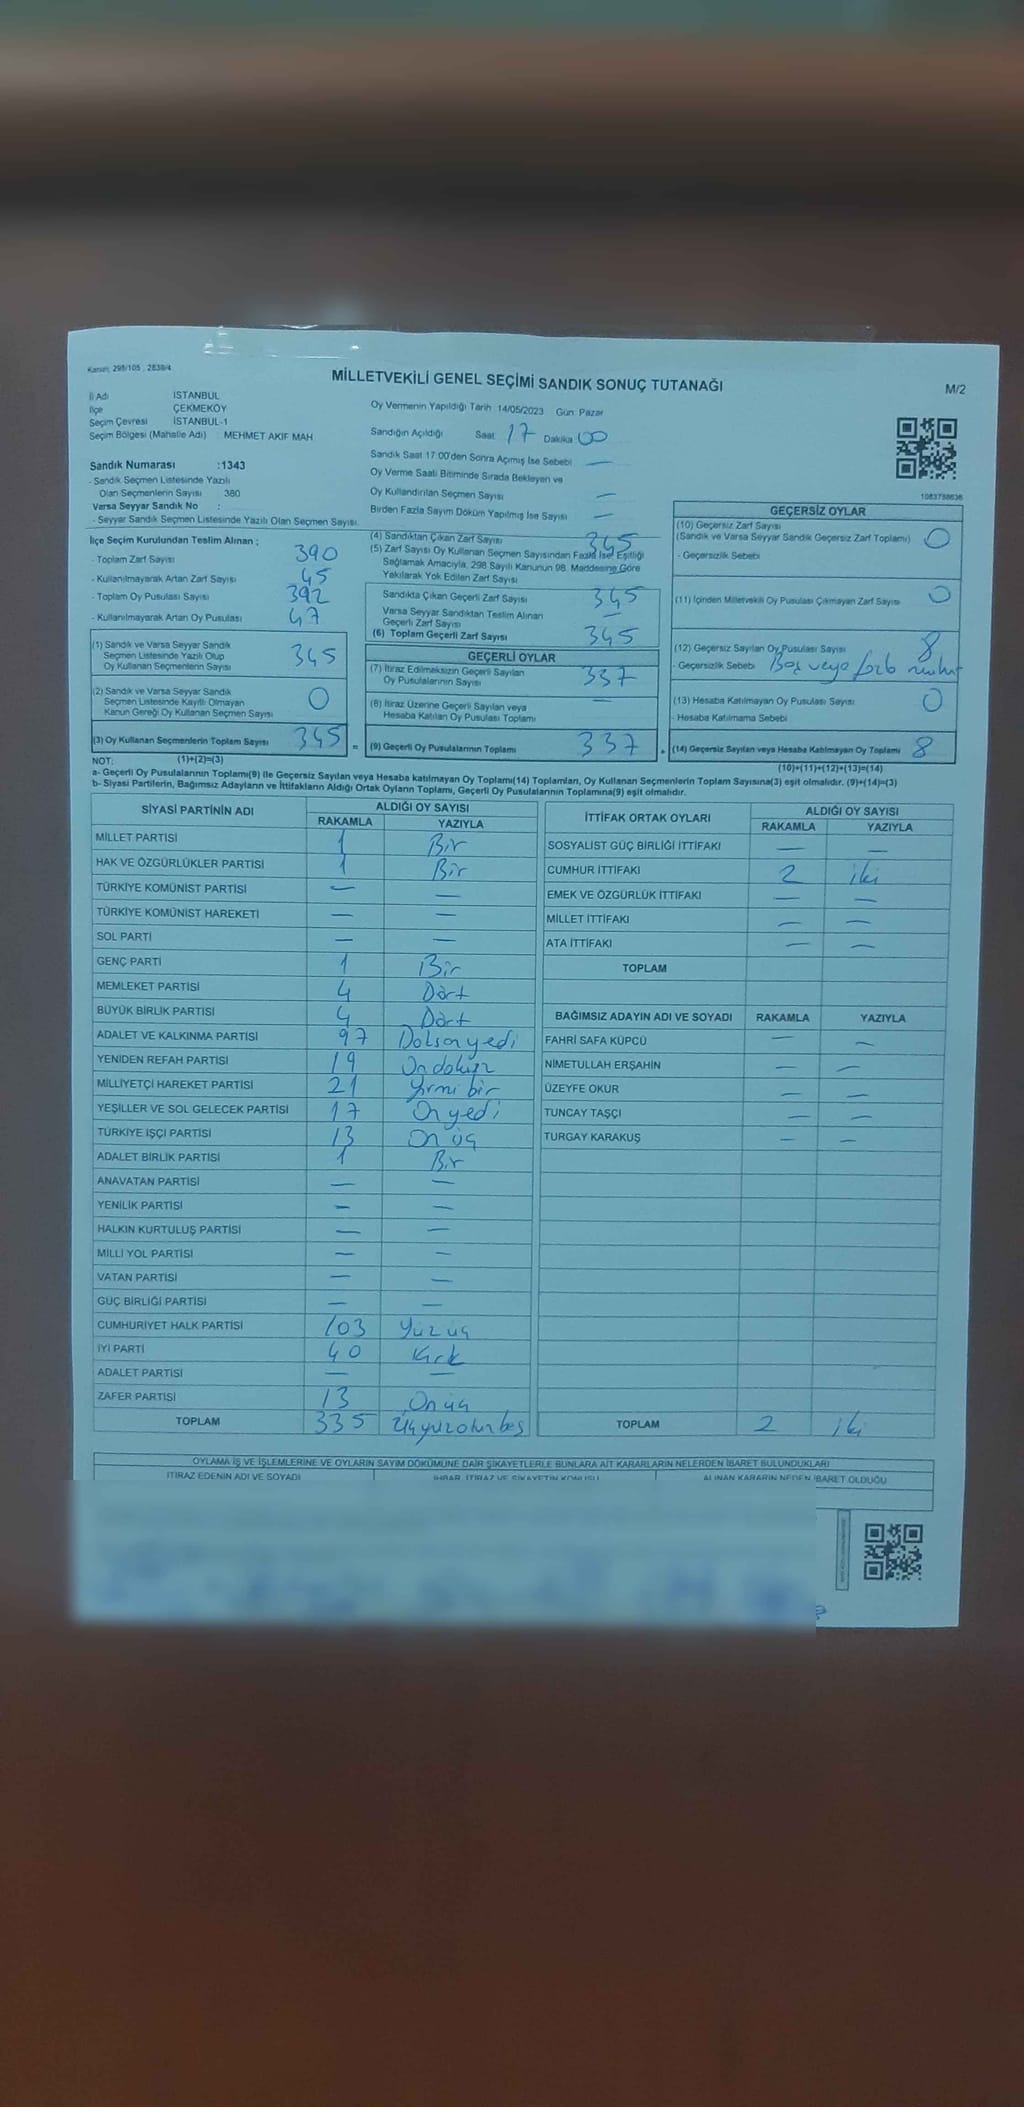 Kanun: 298/105 , 2839/4
MİLLETVEKİLİ GENEL SEÇİMİ SANDIK SONUÇ TUTANAĞI
M/2
İl Adı İSTANBUL
İlçe ÇEKMEKÖY
Seçim Çevresi İSTANBUL-1
Seçim Bölgesi (Mahalle Adı) : MEHMET AKİF MAH
Sandık Numarası :1343
- Sandık Seçmen Listesinde Yazılı
Olan Seçmenlerin Sayısı 380
Varsa Seyyar Sandık No :
- Seyyar Sandık Seçmen Listesinde Yazılı Olan Seçmen Sayısı
Oy Vermenin Yapıldığı Tarih 14/05/2023 Gün: Pazar
Sandığın Açıldığı Saat 17 Dakika 00
Sandık Saat 17:00'den Sonra Açımış İse Sebebi —
Oy Verme Saati Bitiminde Sırada Bekleyen ve
Oy Kullandırılan Seçmen Sayısı —
Birden Fazla Sayım Döküm Yapılmış İse Sayısı —
1083758636
İlçe Seçim Kurulundan Teslim Alınan ;
- Toplam Zarf Sayısı 390
- Kullanılmayarak Artan Zarf Sayısı 45
- Toplam Oy Pusulası Sayısı 392
- Kullanılmayarak Artan Oy Pusulası 47
(1) Sandık ve Varsa Seyyar Sandık
Seçmen Listesinde Yazılı Olup
Oy Kullanan Seçmenlerin Sayısı 345
(2) Sandık ve Varsa Seyyar Sandık
Seçmen Listesinde Kayıtlı Olmayan
Kanun Gereği Oy Kullanan Seçmen Sayısı 0
(3) Oy Kullanan Seçmenlerin Toplam Sayısı 345 =
(4) Sandıktan Çıkan Zarf Sayısı 345
(5) Zarf Sayısı Oy Kullanan Seçmen Sayısından Fazla İse; Eşitliği
Sağlamak Amacıyla, 298 Sayılı Kanunun 98. Maddesine Göre
Yakılarak Yok Edilen Zarf Sayısı —
Sandıkta Çıkan Geçerli Zarf Sayısı 345
Varsa Seyyar Sandıktan Teslim Alınan
Geçerli Zarf Sayısı —
(6) Toplam Geçerli Zarf Sayısı 345
GEÇERLİ OYLAR
(7) İtiraz Edilmeksizin Geçerli Sayılan
Oy Pusulalarının Sayısı 337
(8) İtiraz Üzerine Geçerli Sayılan veya
Hesaba Katılan Oy Pusulası Toplamı —
(9) Geçerli Oy Pusulalarının Toplamı 337 +
GEÇERSİZ OYLAR
(10) Geçersiz Zarf Sayısı
(Sandık ve Varsa Seyyar Sandık Geçersiz Zarf Toplamı) 0
- Geçersizlik Sebebi
(11) İçinden Milletvekili Oy Pusulası Çıkmayan Zarf Sayısı 0
(12) Geçersiz Sayılan Oy Pusulası Sayısı 8
- Geçersizlik Sebebi Boş veya
(13) Hesaba Katılmayan Oy Pusulası Sayısı 0
- Hesaba Katılmama Sebebi
(14) Geçersiz Sayılan veya Hesaba Katılmayan Oy Toplamı 8
NOT: (1)+(2)=(3)
(10)+(11)+(12)+(13)=(14)
a- Geçerli Oy Pusulalarının Toplamı(9) ile Geçersiz Sayılan veya Hesaba katılmayan Oy Toplamı(14) Toplamları, Oy Kullanan Seçmenlerin Toplam Sayısına(3) eşit olmalıdır. (9)+(14)=(3)
b- Siyasi Partilerin, Bağımsız Adayların ve İttifakların Aldığı Ortak Oyların Toplamı, Geçerli Oy Pusulalarının Toplamına(9) eşit olmalıdır.
SİYASİ PARTİNİN ADI ALDIĞI OY SAYISI
RAKAMLA YAZIYLA
MİLLET PARTİSİ 1 Bir
HAK VE ÖZGÜRLÜKLER PARTİSİ 1 Bir
TÜRKİYE KOMÜNİST PARTİSİ — —
TÜRKİYE KOMÜNİST HAREKETİ — —
SOL PARTİ — —
GENÇ PARTİ 1 Bir
MEMLEKET PARTİSİ 4 Dört
BÜYÜK BİRLİK PARTİSİ 4 Dört
ADALET VE KALKINMA PARTİSİ 97 Doksanyedi
YENİDEN REFAH PARTİSİ 19 Ondokuz
MİLLİYETÇİ HAREKET PARTİSİ 21 Yirmi bir
YEŞİLLER VE SOL GELECEK PARTİSİ 17 On yedi
TÜRKİYE İŞÇİ PARTİSİ 13 On üç
ADALET BİRLİK PARTİSİ 1 Bir
ANAVATAN PARTİSİ — —
YENİLİK PARTİSİ — —
HALKIN KURTULUŞ PARTİSİ — —
MİLLİ YOL PARTİSİ — —
VATAN PARTİSİ — —
GÜÇ BİRLİĞİ PARTİSİ — —
CUMHURİYET HALK PARTİSİ 103 Yüz üç
İYİ PARTİ 40 Kırk
ADALET PARTİSİ — —
ZAFER PARTİSİ 13 On üç
TOPLAM 335 Üçyüzotuzbeş
İTTİFAK ORTAK OYLARI ALDIĞI OY SAYISI
RAKAMLA YAZIYLA
SOSYALİST GÜÇ BİRLİĞİ İTTİFAKI — —
CUMHUR İTTİFAKI 2 iki
EMEK VE ÖZGÜRLÜK İTTİFAKI — —
MİLLET İTTİFAKI — —
ATA İTTİFAKI — —
TOPLAM
BAĞIMSIZ ADAYIN ADI VE SOYADI RAKAMLA YAZIYLA
FAHRİ SAFA KÜPCÜ — —
NİMETULLAH ERŞAHİN — —
ÜZEYFE OKUR — —
TUNCAY TAŞÇI — —
TURGAY KARAKUŞ — —
TOPLAM 2 iki
OYLAMA İŞ VE İŞLEMLERİNE VE OYLARIN SAYIM DÖKÜMÜNE DAİR ŞİKAYETLERLE BUNLARA AİT KARARLARIN NELERDEN İBARET BULUNDUKLARI
İTİRAZ EDENİN ADI VE SOYADI İHBAR, İTİRAZ VE ŞİKAYETİN KONUSU ALINAN KARARIN NEDEN İBARET OLDUĞU